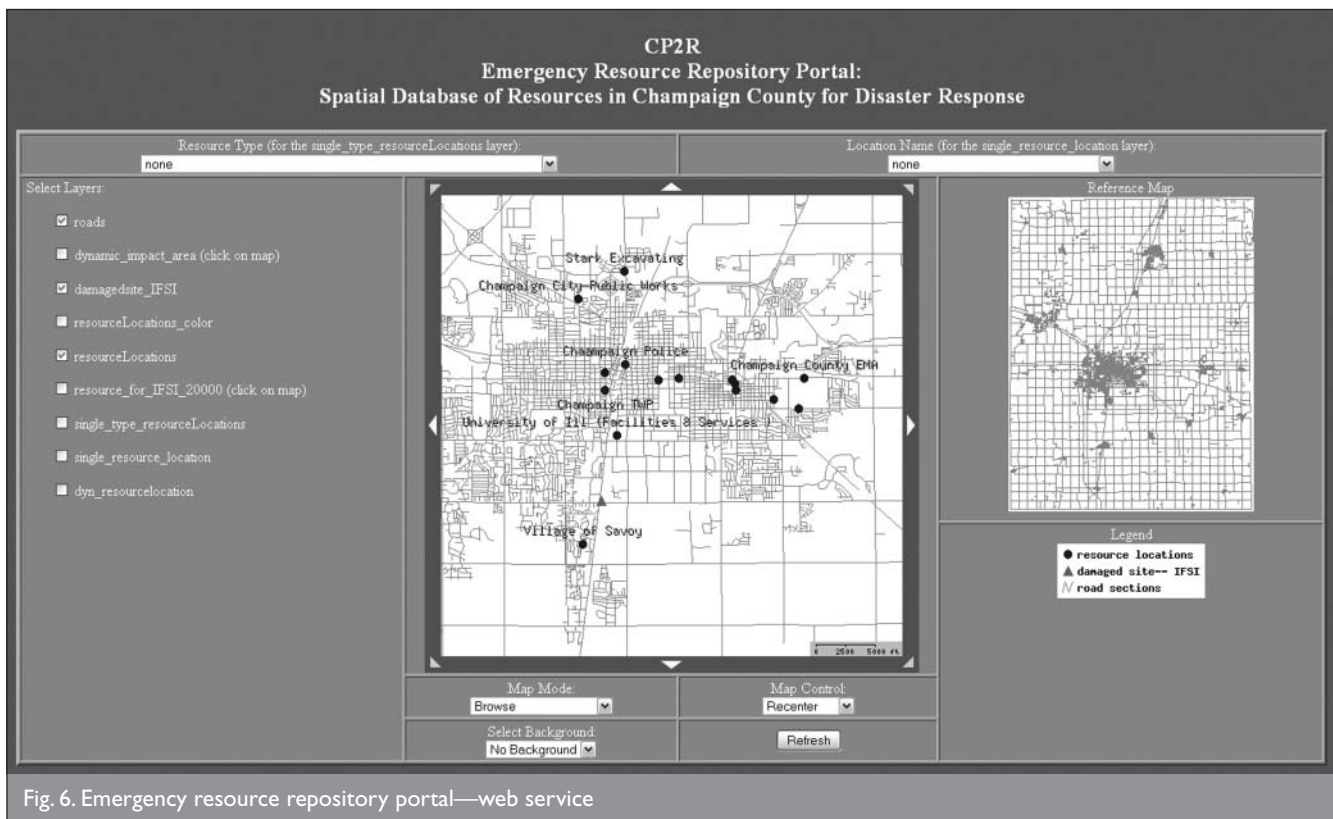 CP2R
Emergency Resource Repository Portal:
Spatial Database of Resources in Champaign County for Disaster Response
Resource Type (for the single_type_resourceLocations layer):
none
Location Name (for the single_resource_location layer):
none
Select Layers:
roads
dynamic_impact_area (click on map)
damagedsite_IFSI
resourceLocations_color
resourceLocations
resource_for_IFSI_20000 (click on map)
single_type_resourceLocations
single_resource_location
dyn_resourcelocation
Stark Excavating
Champaign City Public Works
Chaampaign Police
Champaign County EMA
Champaign TWP
University of Ill (Facilities & Services )
Village of Savoy
0 2500 5000 ft
Map Mode:
Browse
Map Control:
Recenter
Select Background:
No Background
Refresh
Reference Map
Legend
resource locations
damaged site-- IFSI
road sections
Fig. 6. Emergency resource repository portal—web service